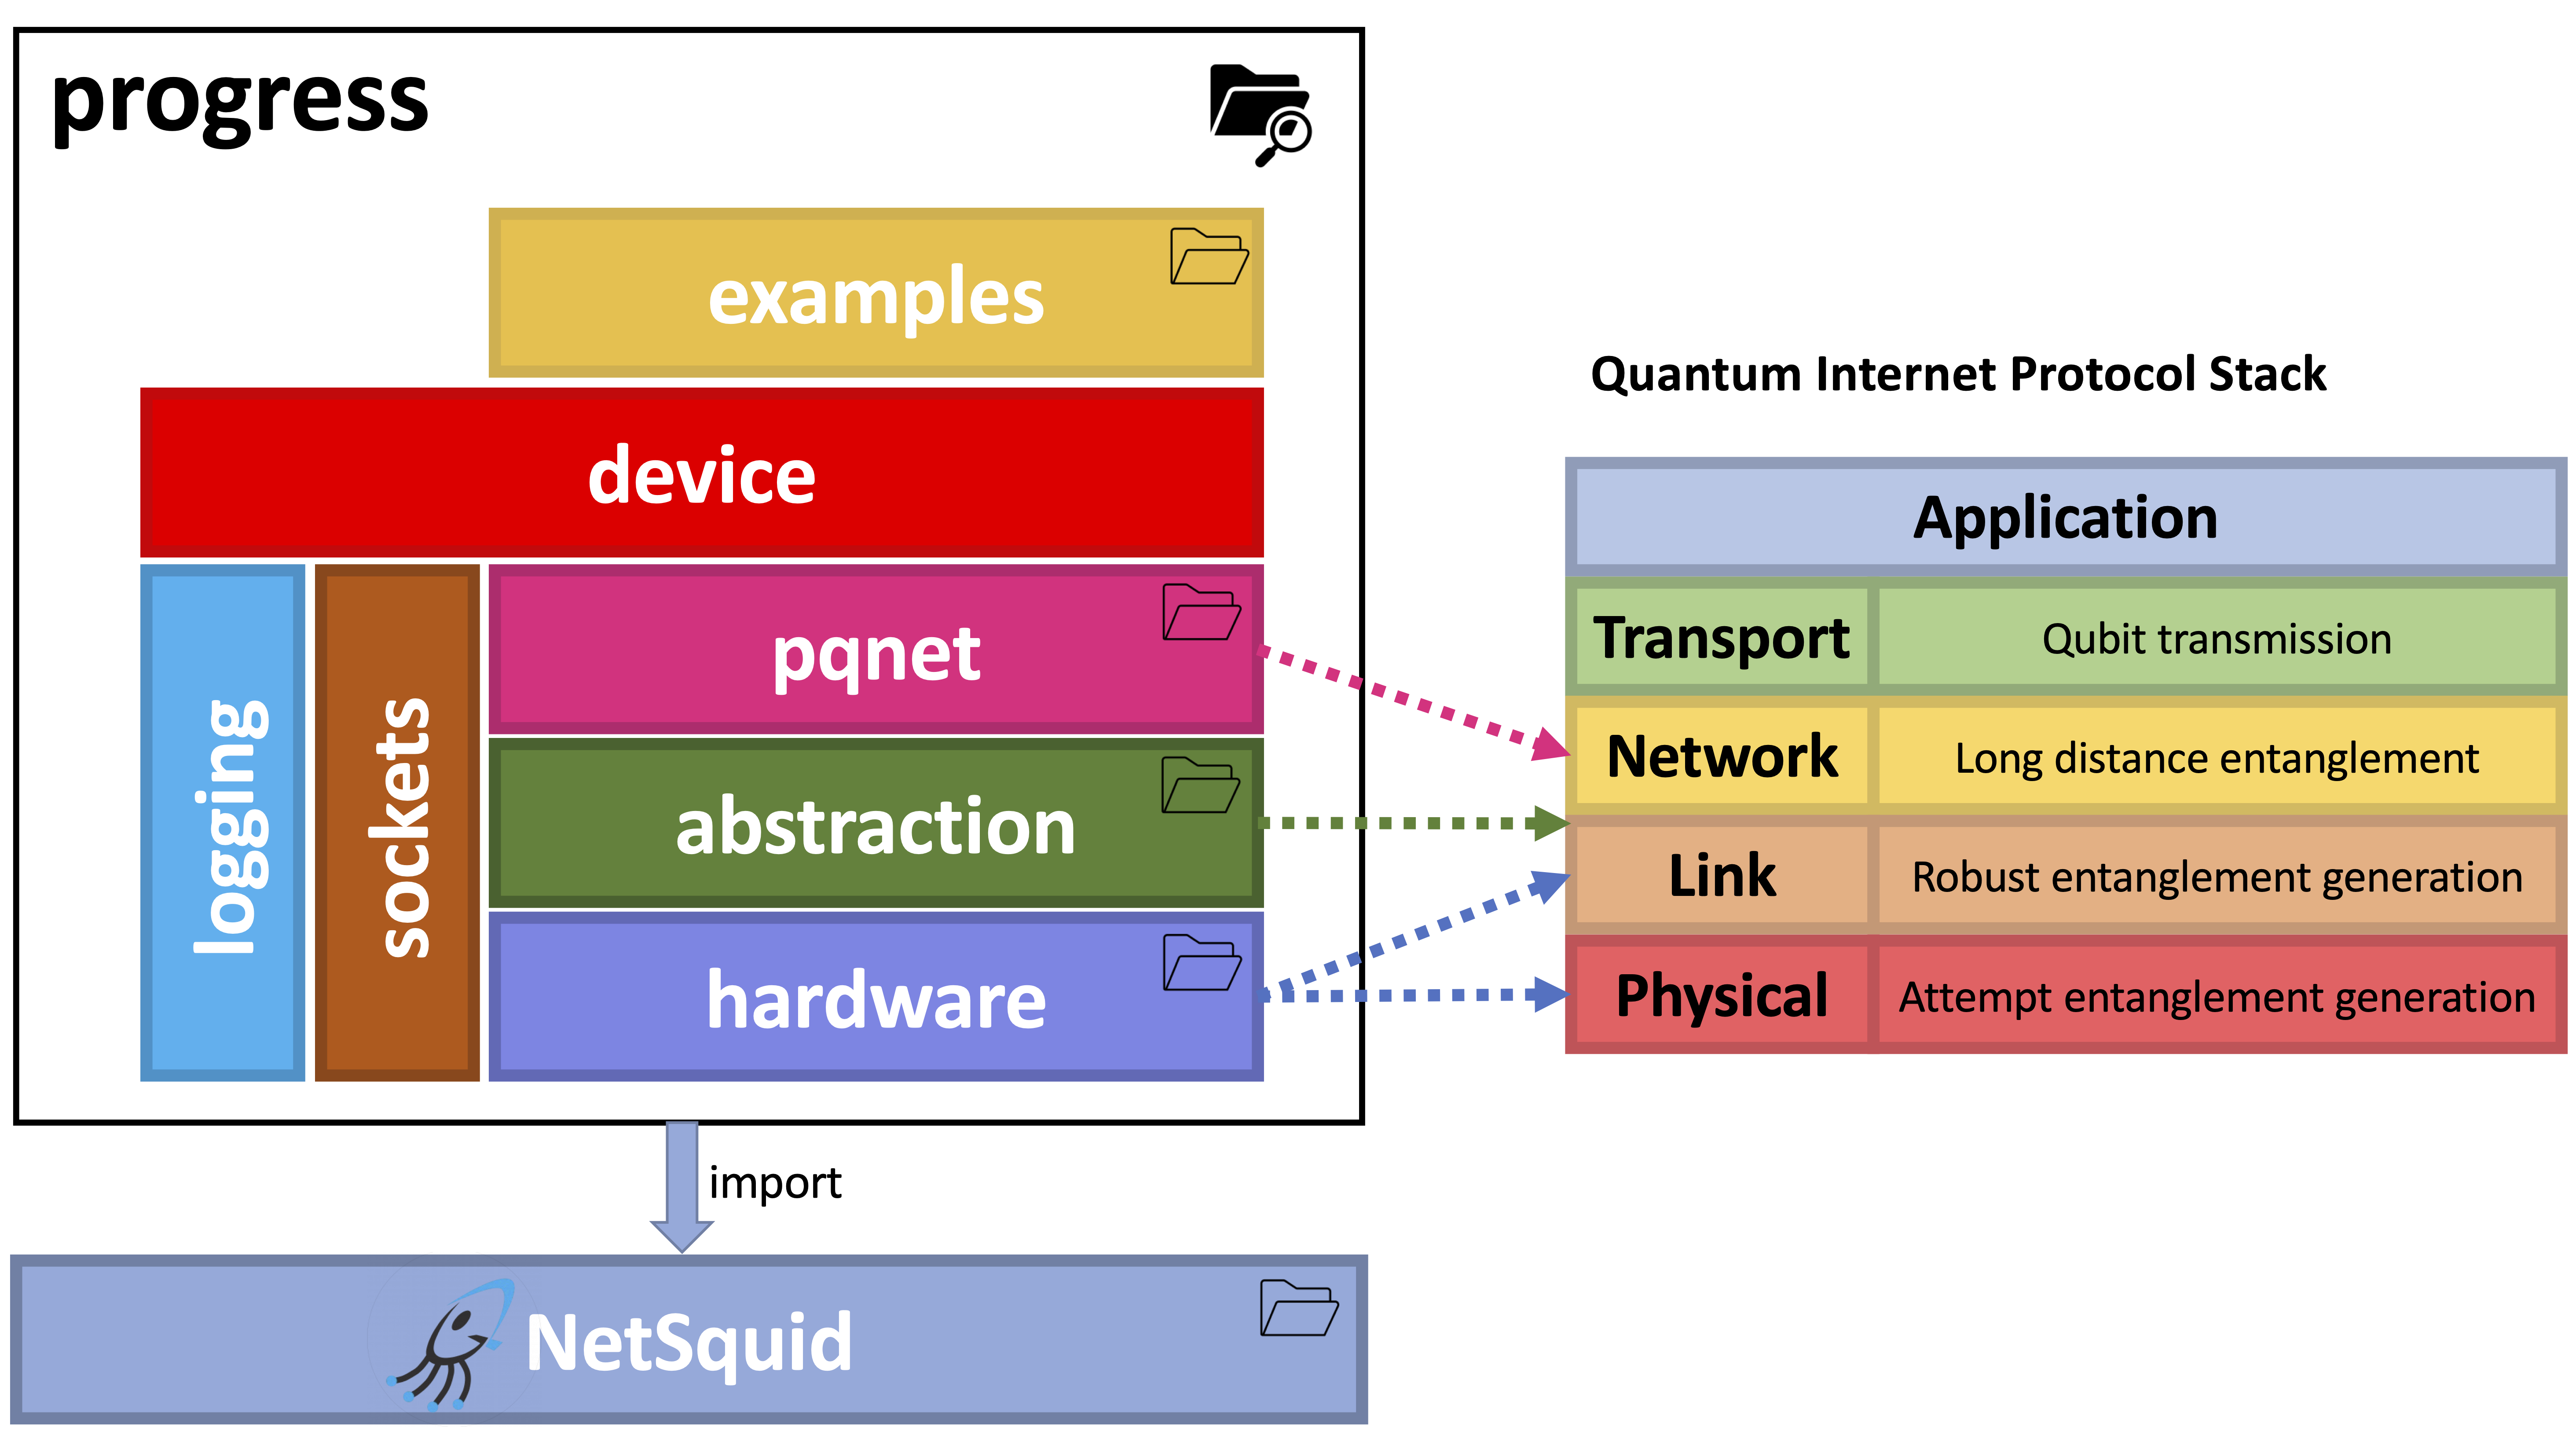 progress
examples
device
logging
sockets
pqnet
abstraction
hardware
import
NetSquid
Quantum Internet Protocol Stack
Application
Transport Qubit transmission
Network Long distance entanglement
Link Robust entanglement generation
Physical Attempt entanglement generation